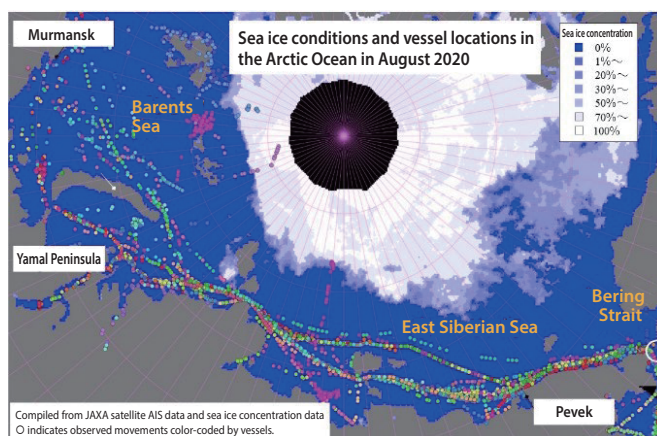 Murmansk
Sea ice conditions and vessel locations in
the Arctic Ocean in August 2020
Sea ice concentration
0%
1%～
20%～
30%～
50%～
70%～
100%
Barents
Sea
Yamal Peninsula
East Siberian Sea
Bering
Strait
Pevek
Compiled from JAXA satellite AIS data and sea ice concentration data
O indicates observed movements color-coded by vessels.